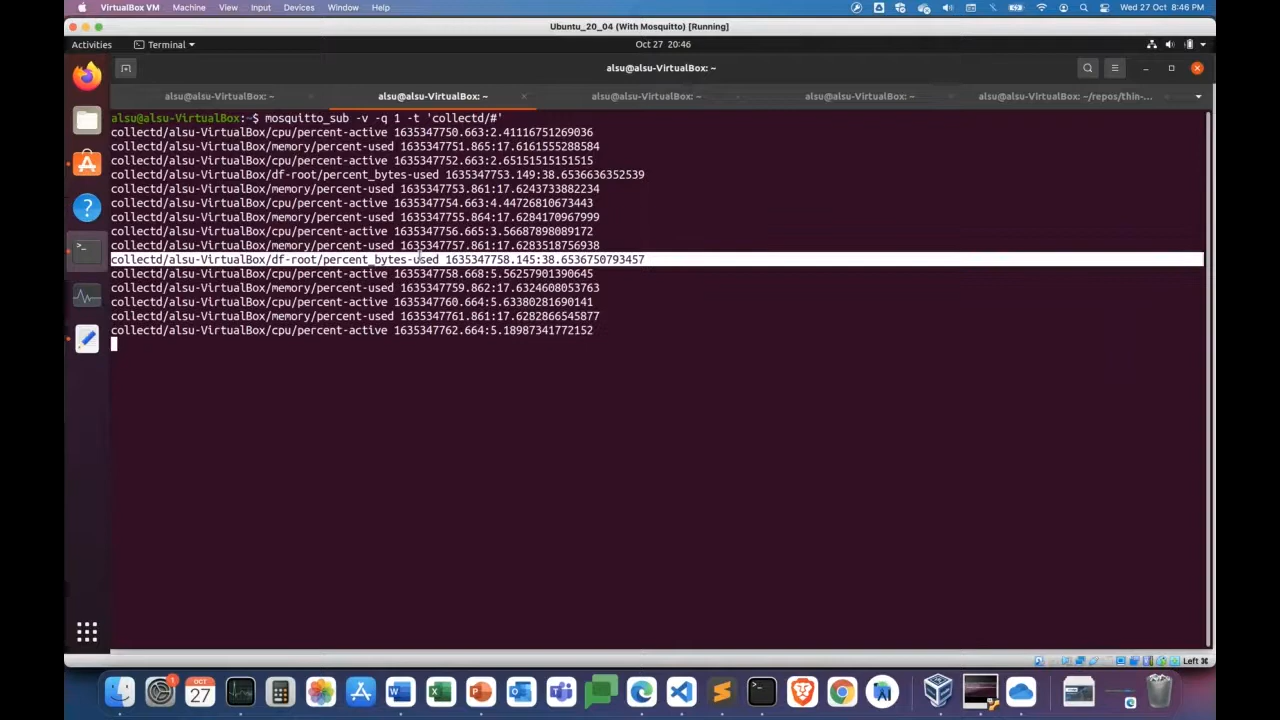 VirtualBox VM Machine View Input Devices Window Help Wed 27 Oct 8:46 PM
Ubuntu_20_04 (With Mosquitto) [Running]
Activities Terminal Oct 27 20:46
alsu@alsu-VirtualBox: ~
alsu@alsu-VirtualBox: ~ alsu@alsu-VirtualBox: ~ alsu@alsu-VirtualBox: ~ alsu@alsu-VirtualBox: ~ alsu@alsu-VirtualBox: ~/repos/thin-...
alsu@alsu-VirtualBox:~$ mosquitto_sub -v -q 1 -t 'collectd/#'
collectd/alsu-VirtualBox/cpu/percent-active 1635347750.663:2.41116751269036
collectd/alsu-VirtualBox/memory/percent-used 1635347751.865:17.6161555288584
collectd/alsu-VirtualBox/cpu/percent-active 1635347752.663:2.65151515151515
collectd/alsu-VirtualBox/df-root/percent_bytes-used 1635347753.149:38.6536636352539
collectd/alsu-VirtualBox/memory/percent-used 1635347753.861:17.6243733882234
collectd/alsu-VirtualBox/cpu/percent-active 1635347754.663:4.44726810673443
collectd/alsu-VirtualBox/memory/percent-used 1635347755.864:17.6284170967999
collectd/alsu-VirtualBox/cpu/percent-active 1635347756.665:3.56687898089172
collectd/alsu-VirtualBox/memory/percent-used 1635347757.861:17.6283518756938
collectd/alsu-VirtualBox/df-root/percent_bytes-used 1635347758.145:38.6536750793457
collectd/alsu-VirtualBox/cpu/percent-active 1635347758.668:5.56257901390645
collectd/alsu-VirtualBox/memory/percent-used 1635347759.862:17.6324608053763
collectd/alsu-VirtualBox/cpu/percent-active 1635347760.664:5.63380281690141
collectd/alsu-VirtualBox/memory/percent-used 1635347761.861:17.6282866545877
collectd/alsu-VirtualBox/cpu/percent-active 1635347762.664:5.18987341772152
Left ⌘
OCT
27
1